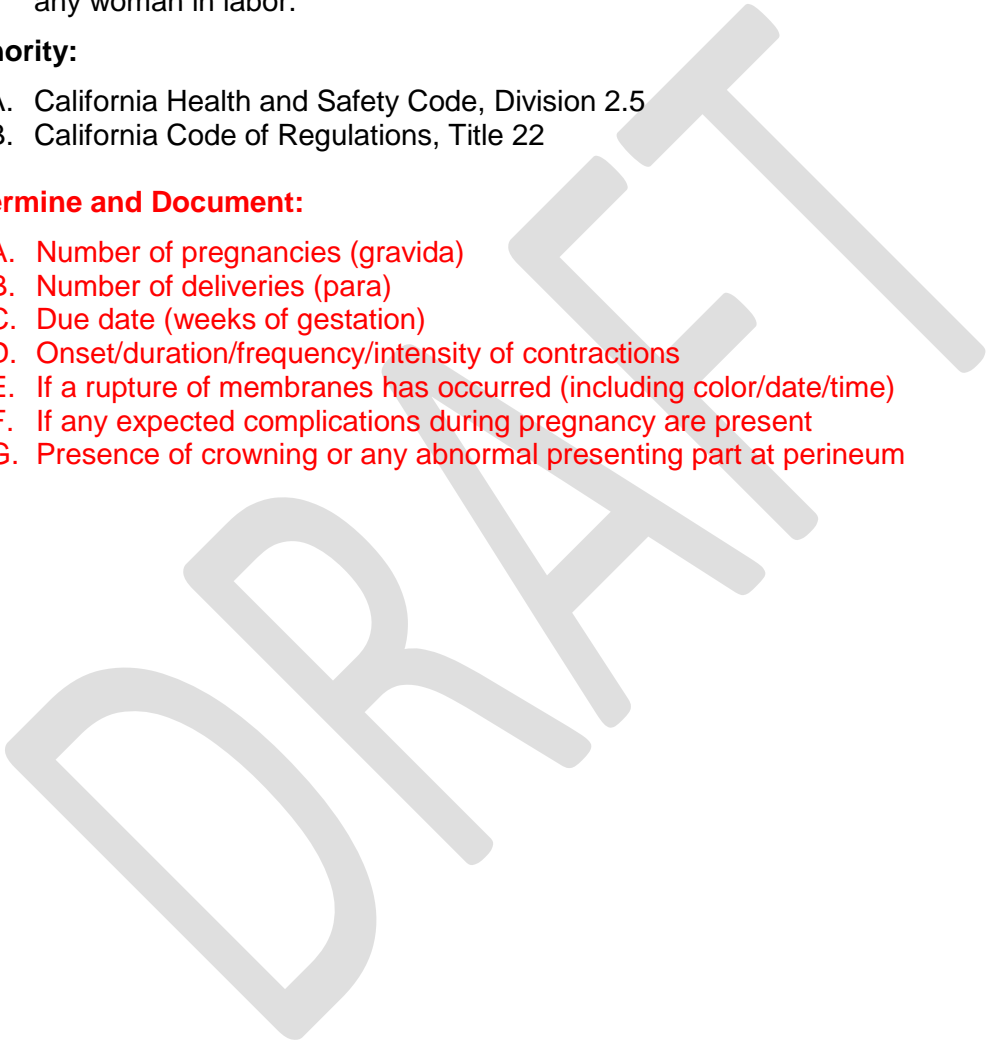 any woman in labor.
hority:
A. California Health and Safety Code, Division 2.5
B. California Code of Regulations, Title 22
ermine and Document:
A. Number of pregnancies (gravida)
B. Number of deliveries (para)
C. Due date (weeks of gestation)
D. Onset/duration/frequency/intensity of contractions
E. If a rupture of membranes has occurred (including color/date/time)
F. If any expected complications during pregnancy are present
G. Presence of crowning or any abnormal presenting part at perineum
DRAFT